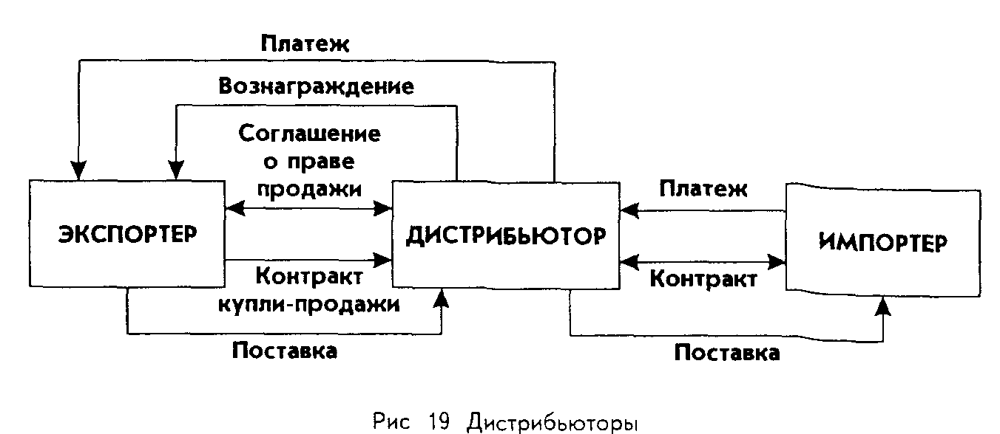 Платеж
Вознаграждение
Соглашение
о праве
продажи
Платеж
ЭКСПОРТЕР
ДИСТРИБЬЮТОР
ИМПОРТЕР
Контракт
купли-продажи
Контракт
Поставка
Поставка
Рис 19 Дистрибьюторы